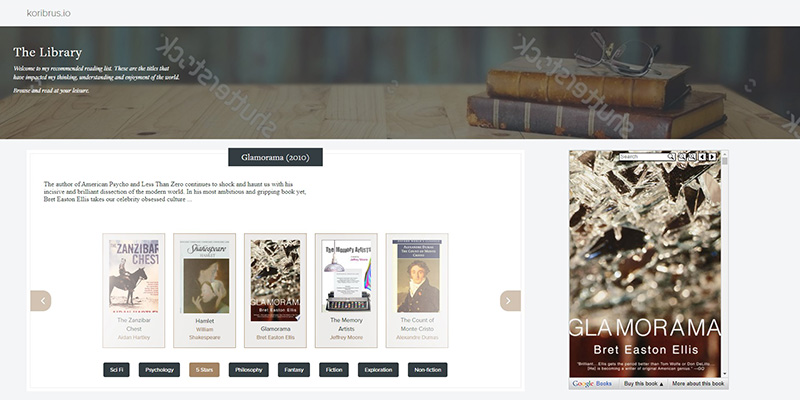 koribrus.io
The Library
Welcome to my recommended reading list. These are the titles that
have impacted my thinking, understanding and enjoyment of the world.
Browse and read at your leisure.
shutterstock
shutterstock
shutterstock
Glamorama (2010)
The author of American Psycho and Less Than Zero continues to shock and haunt us with his
incisive and brilliant dissection of the modern world. In his most ambitious and gripping book yet,
Bret Easton Ellis takes our celebrity obsessed culture ...
THE ZANZIBAR CHEST
AIDAN HARTLEY
The Zanzibar
Chest
Aidan Hartley
Shakespeare
Hamlet
William
Shakespeare
GLAMORAMA
Bret Easton Ellis
Glamorama
Bret Easton Ellis
The Memory Artists
Jeffrey Moore
The Memory
Artists
Jeffrey Moore
ALEXANDRE DUMAS
THE COUNT OF MONTE CRISTO
The Count of
Monte Cristo
Alexandre Dumas
Sci Fi
Psychology
5 Stars
Philosophy
Fantasy
Fiction
Exploration
Non-fiction
search
GLAMORAMA
Bret Easton Ellis
"Brilliant... Ellis gets the period better than Tom Wolfe or Don DeLillo.
[He] is becoming a writer of original American genius." —GQ
Google Books
Buy this book
More about this book